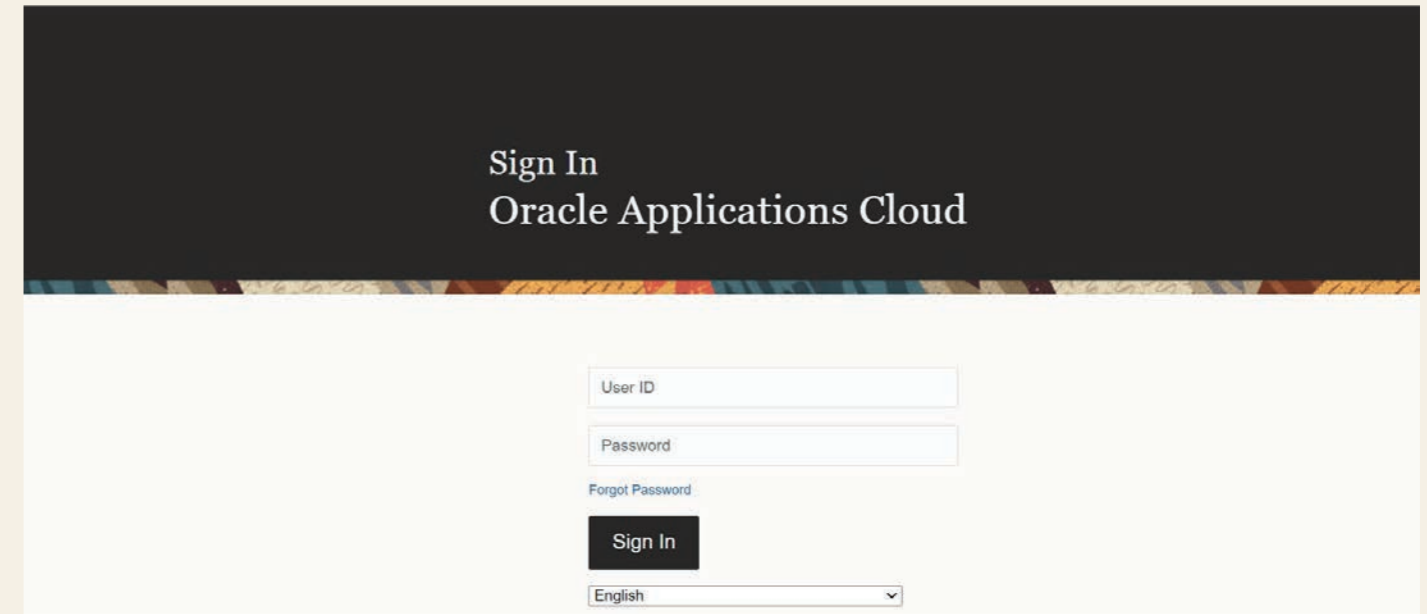 Sign In
Oracle Applications Cloud
User ID
Password
Forgot Password
Sign In
English